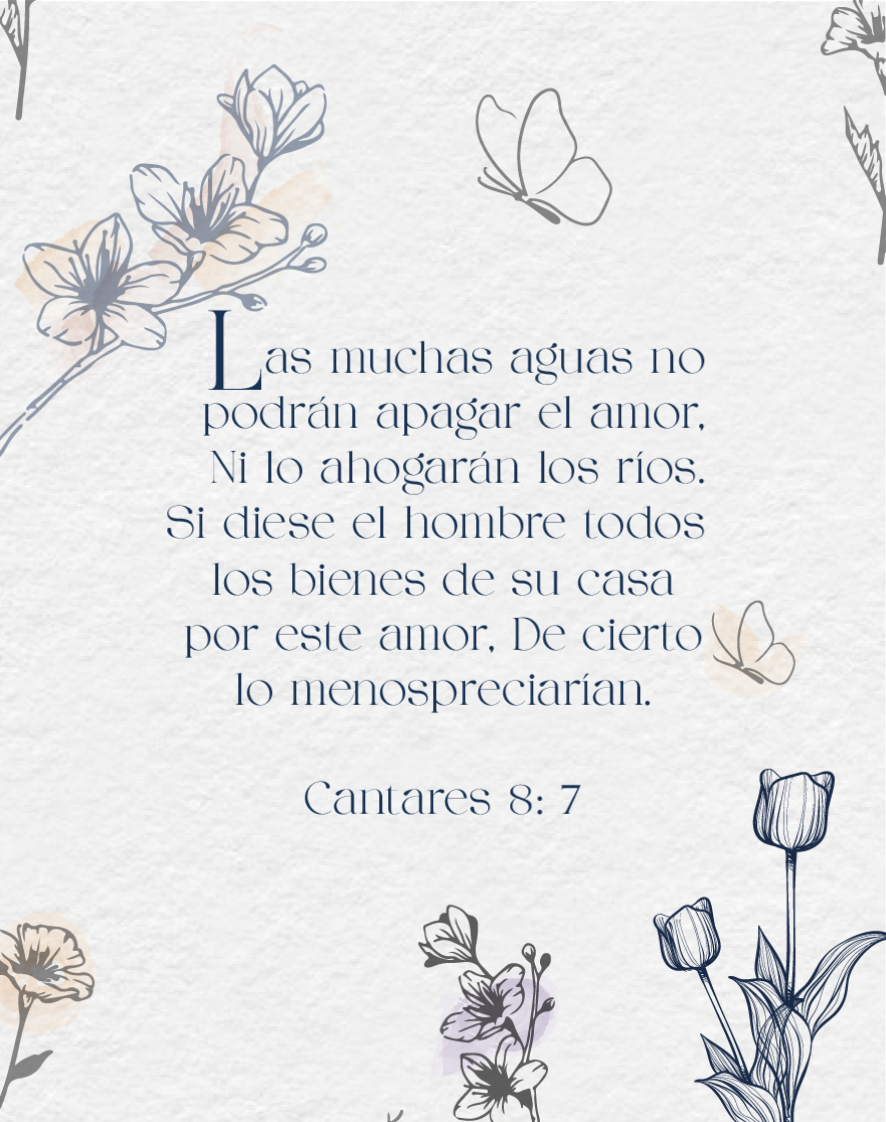 Las muchas aguas no
podrán apagar el amor,
Ni lo ahogarán los ríos.
Si diese el hombre todos
los bienes de su casa
por este amor, De cierto
lo menospreciarían.
Cantares 8: 7